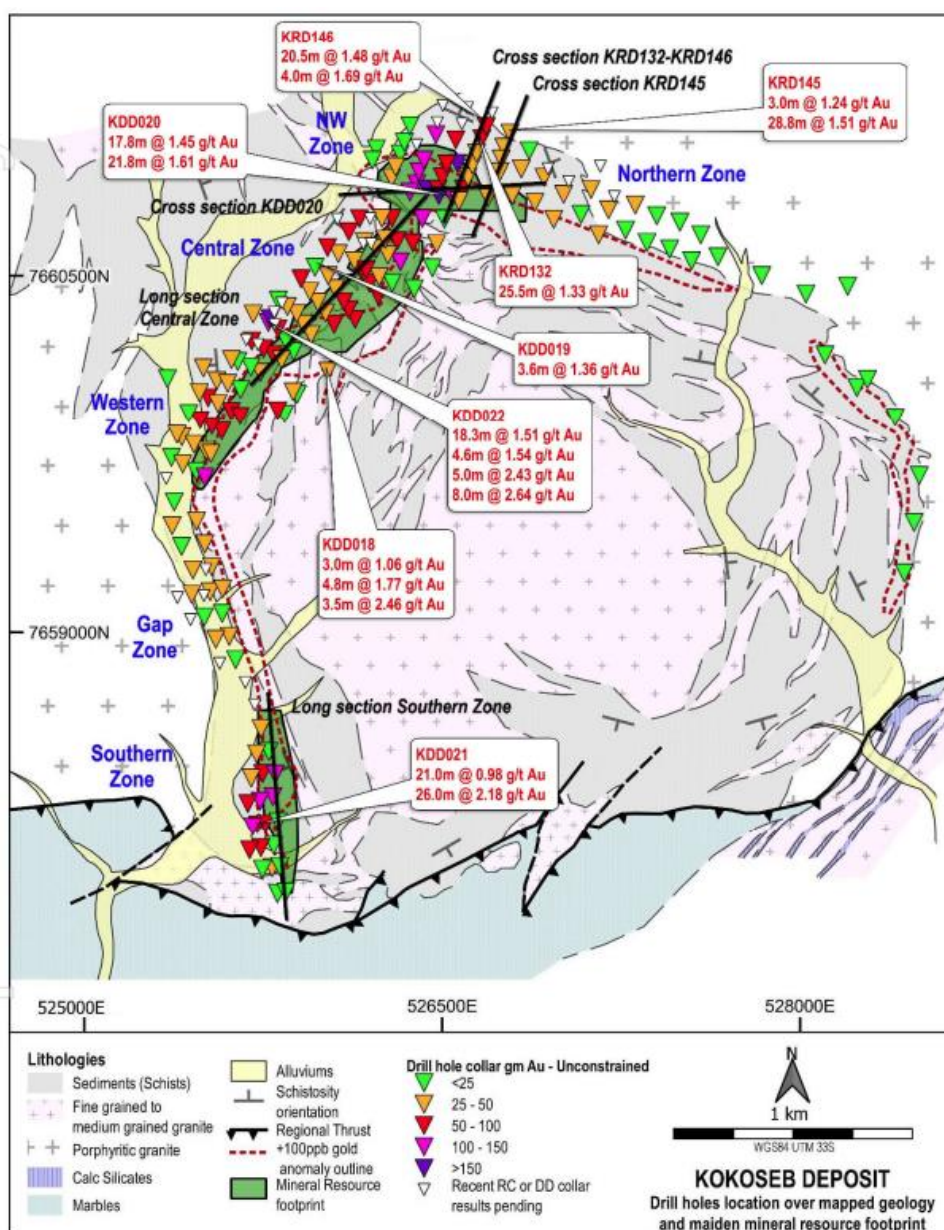 KRD146
20.5m @ 1.48 g/t Au
4.0m @ 1.69 g/t Au
Cross section KRD132-KRD146
Cross section KRD145
KRD145
3.0m @ 1.24 g/t Au
28.8m @ 1.51 g/t Au
KDD020
17.8m @ 1.45 g/t Au
21.8m @ 1.61 g/t Au
NW
Zone
Northern Zone
Cross section KDD020
Central Zone
7660500N
KRD132
25.5m @ 1.33 g/t Au
Long section
Central Zone
KDD019
3.6m @ 1.36 g/t Au
Western
Zone
KDD022
18.3m @ 1.51 g/t Au
4.6m @ 1.54 g/t Au
5.0m @ 2.43 g/t Au
8.0m @ 2.64 g/t Au
KDD018
3.0m @ 1.06 g/t Au
4.8m @ 1.77 g/t Au
3.5m @ 2.46 g/t Au
7659000N
Gap
Zone
Long section Southern Zone
Southern
Zone
KDD021
21.0m @ 0.98 g/t Au
26.0m @ 2.18 g/t Au
525000E
526500E
528000E
Lithologies
Sediments (Schists)
Fine grained to
medium grained granite
Porphyritic granite
Calc Silicates
Marbles
Alluviums
Schistosity
orientation
Regional Thrust
+100ppb gold
anomaly outline
Mineral Resource
footprint
Drill hole collar gm Au - Unconstrained
<25
25 - 50
50 - 100
100 - 150
>150
Recent RC or DD collar
results pending
N
1 km
WGS84 UTM 33S
KOKOSEB DEPOSIT
Drill holes location over mapped geology
and maiden mineral resource footprint